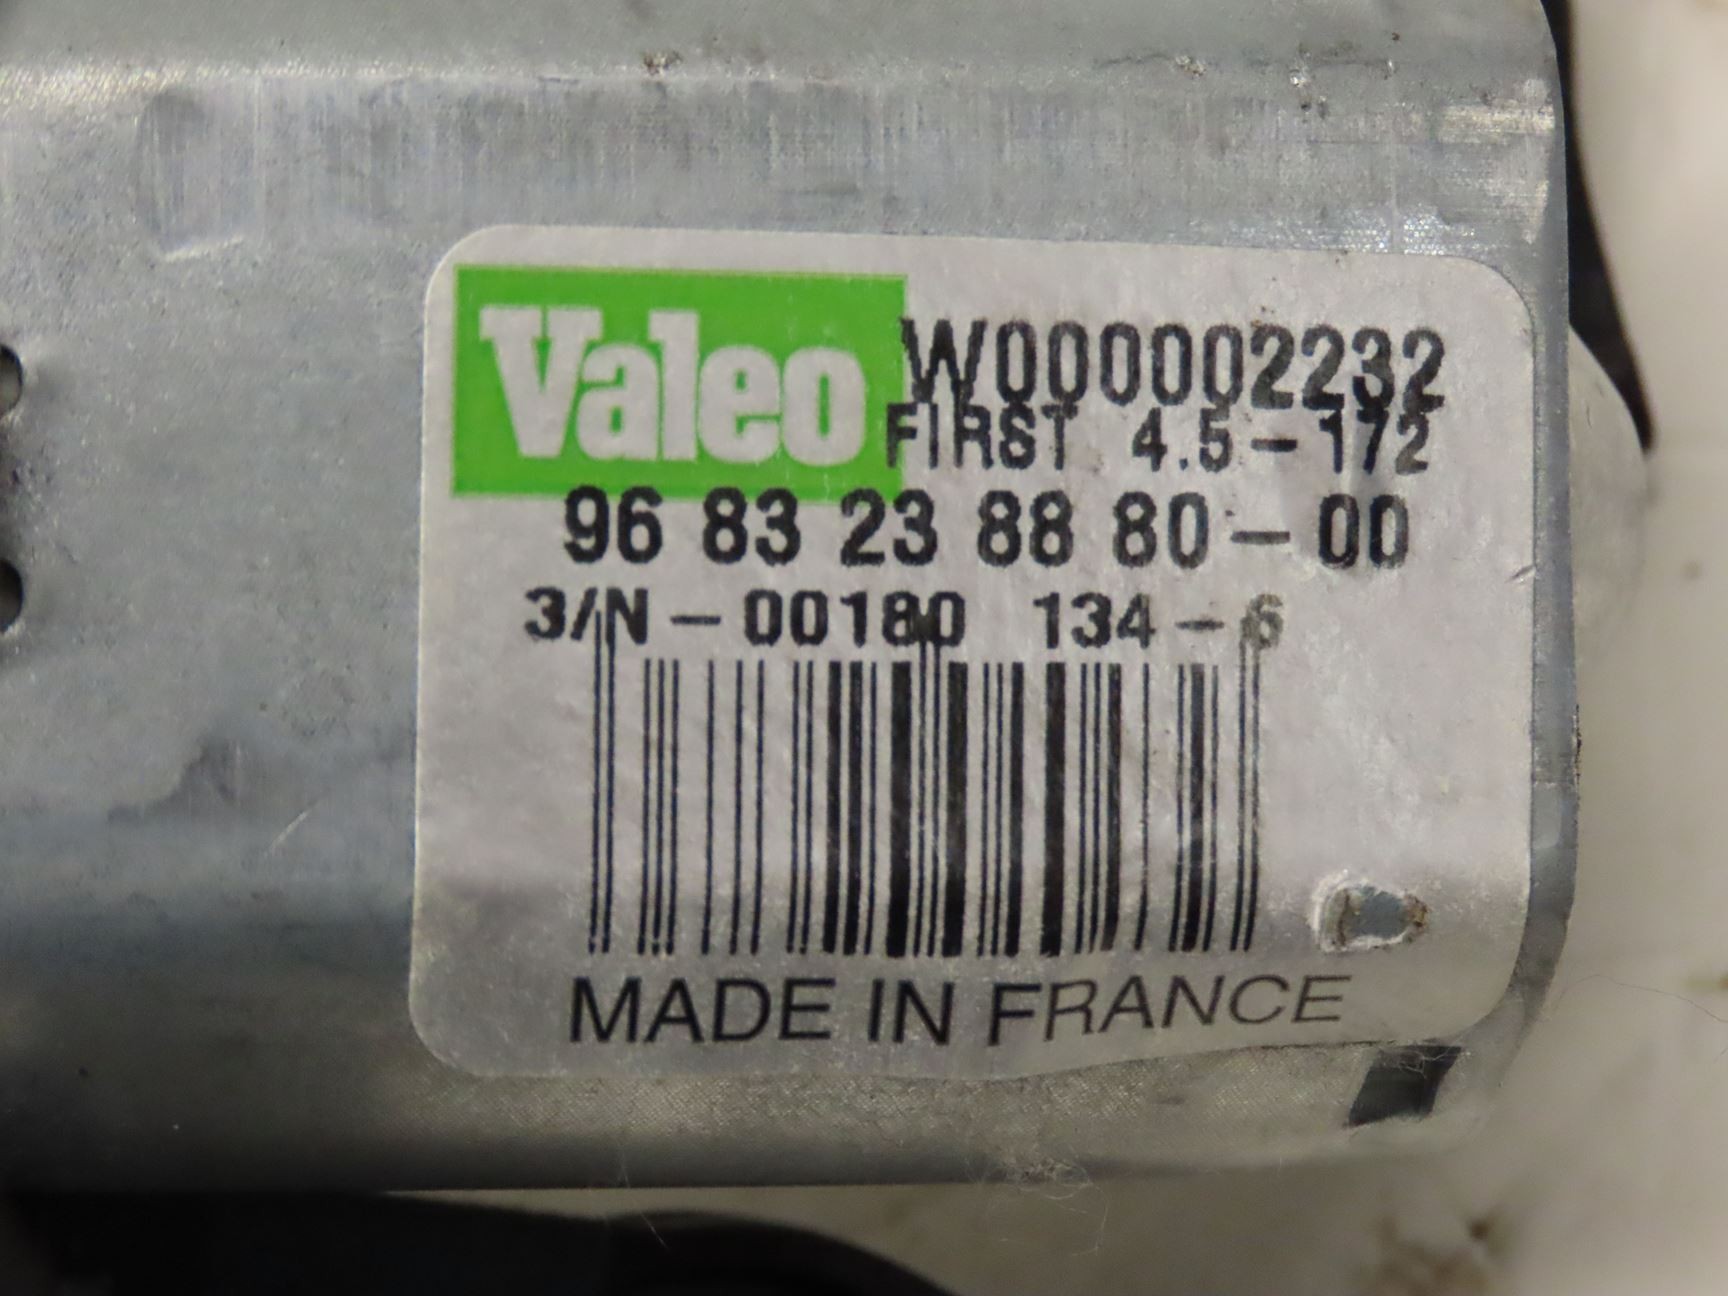 Valeo W000002232
FIRST 4.5-172
96 83 23 88 80-00
3/N-00180 134-6
MADE IN FRANCE